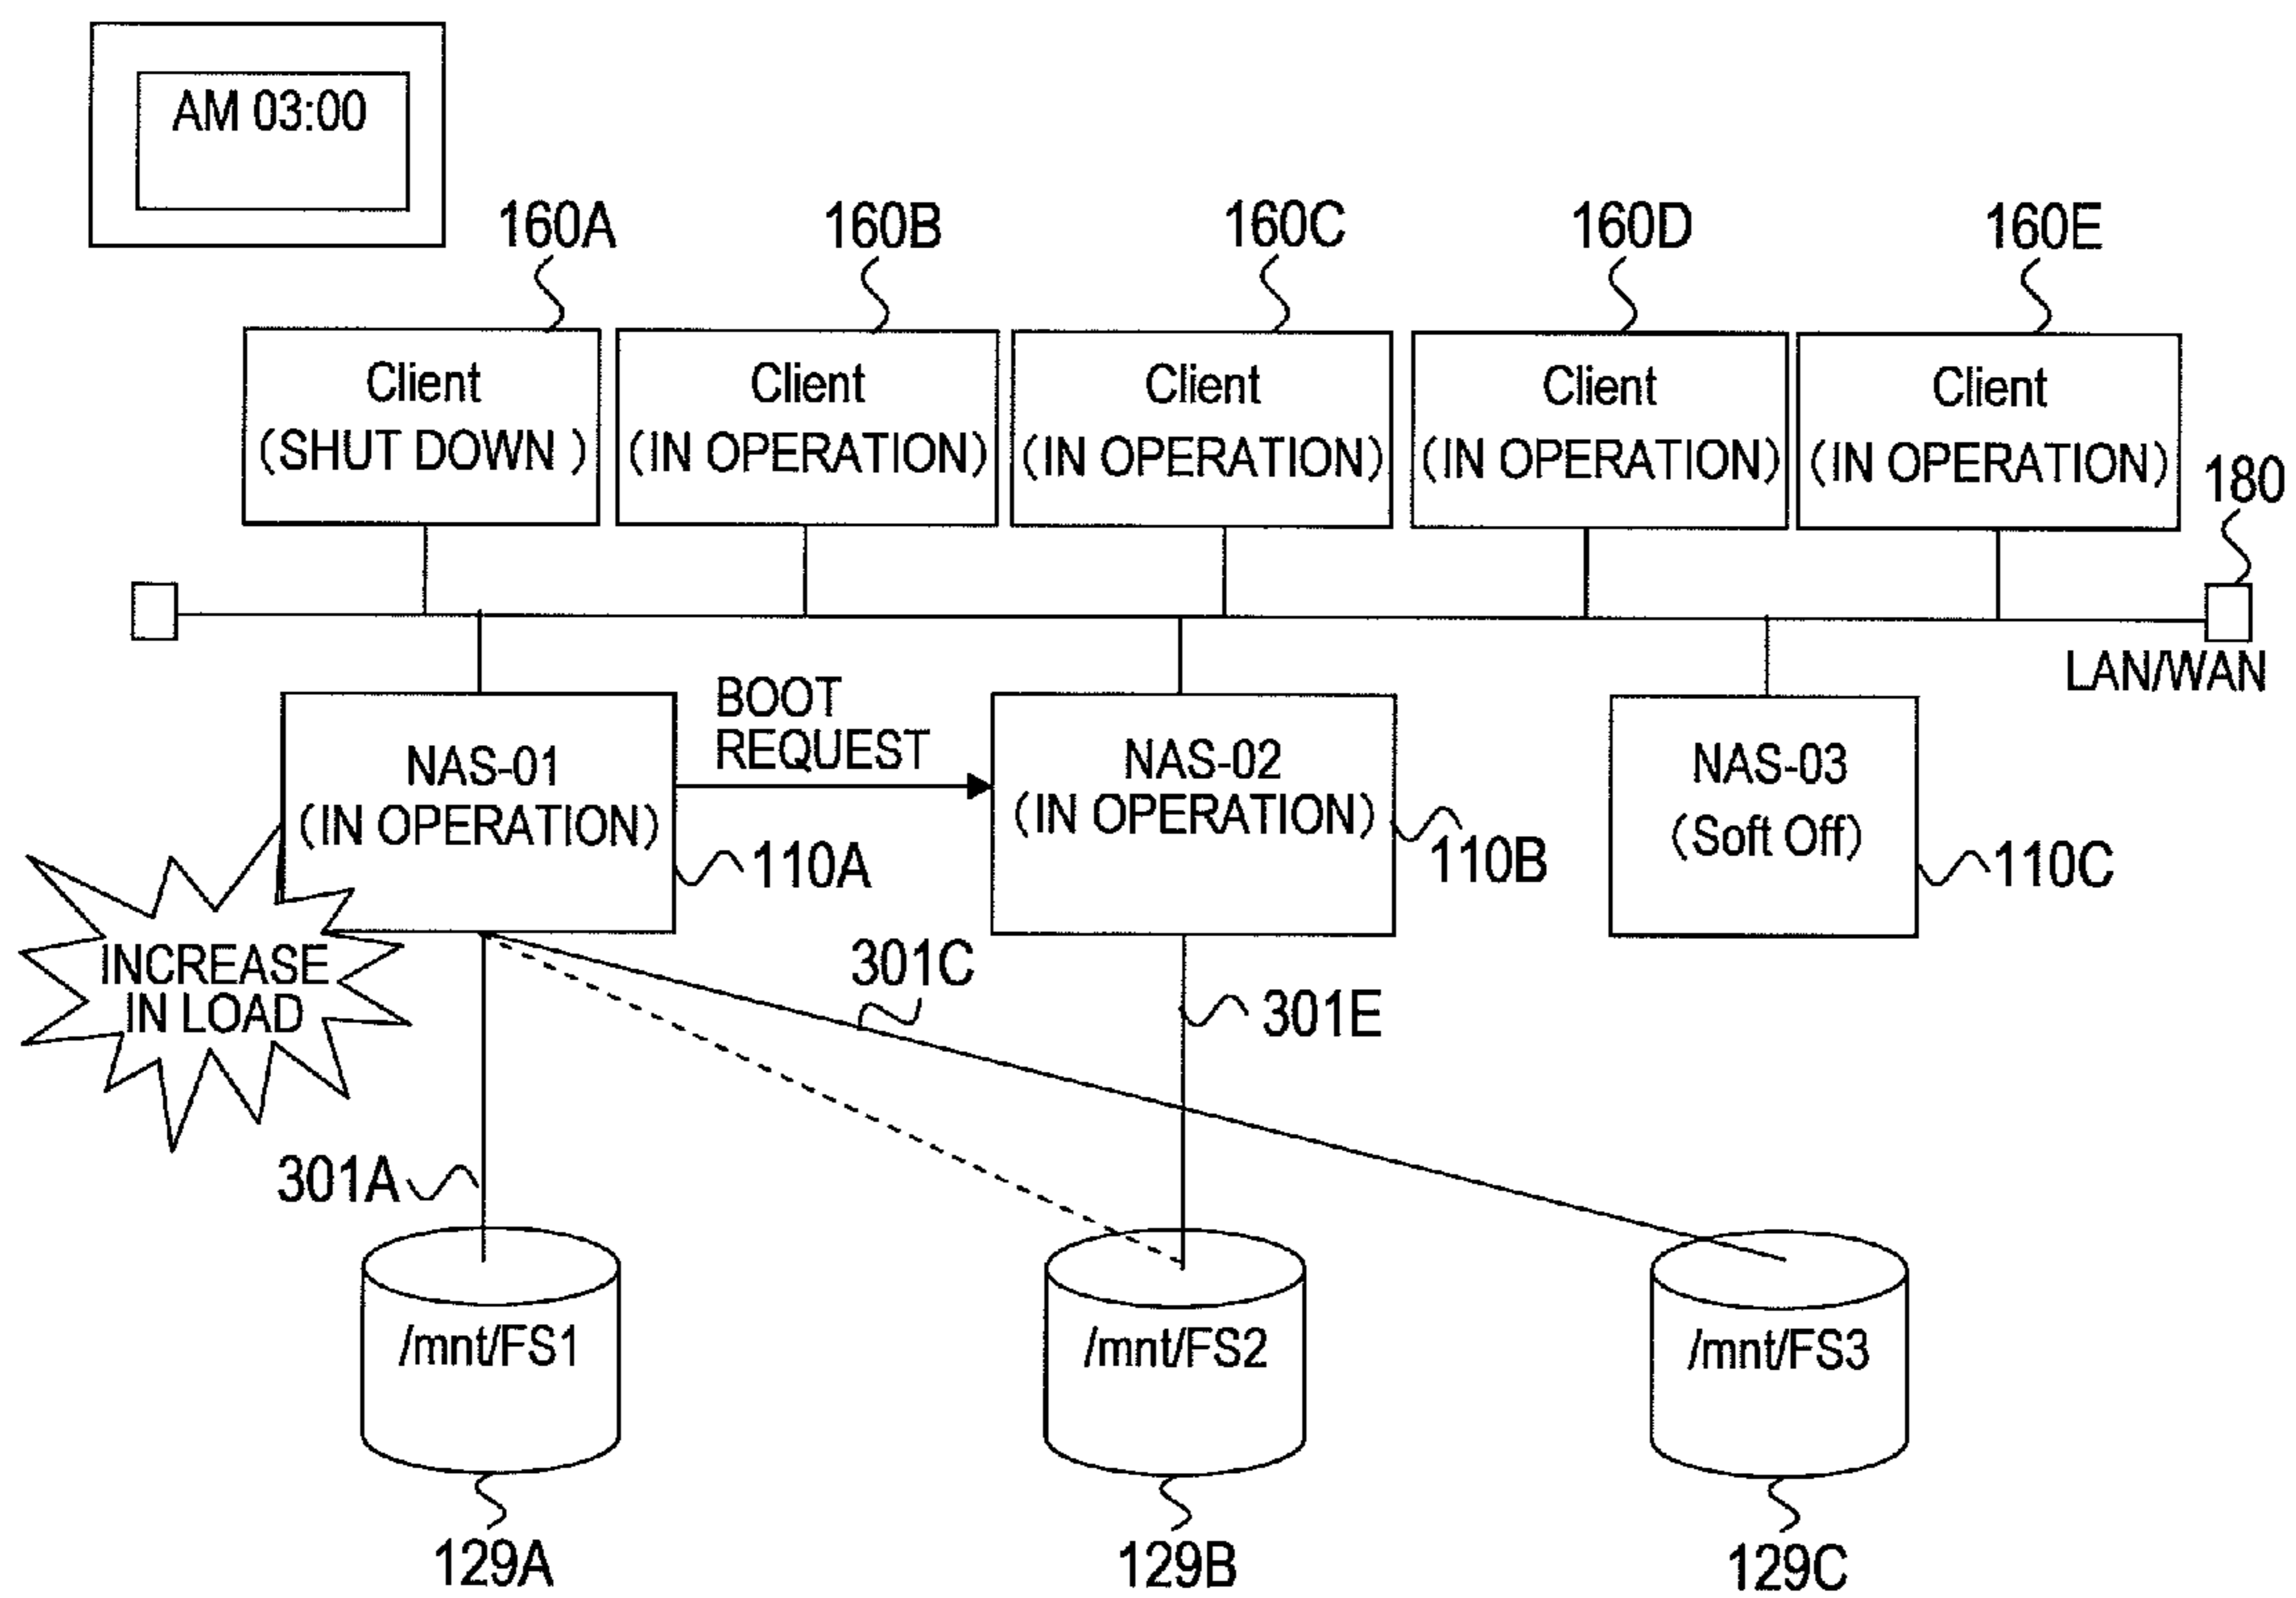 AM 03:00
160A
160B
160C
160D
160E
Client
(SHUT DOWN )
Client
(IN OPERATION)
Client
(IN OPERATION)
Client
(IN OPERATION)
Client
(IN OPERATION)
180
LAN/WAN
NAS-01
(IN OPERATION)
BOOT
REQUEST
NAS-02
(IN OPERATION)
NAS-03
(Soft Off)
110A
110B
110C
INCREASE
IN LOAD
301C
301E
301A
/mnt/FS1
/mnt/FS2
/mnt/FS3
129A
129B
129C